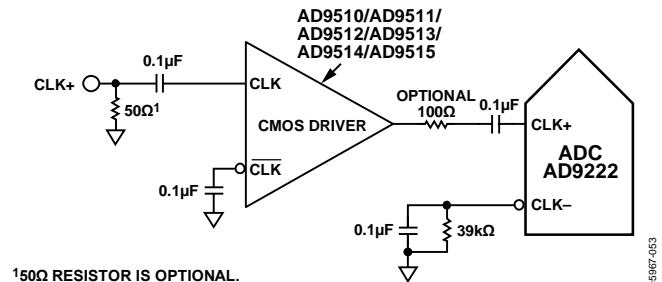 AD9510/AD9511/
AD9512/AD9513/
AD9514/AD9515
0.1µF
CLK+
CLK
50Ω¹
CMOS DRIVER
OPTIONAL
100Ω
0.1µF
CLK+
ADC
AD9222
CLK
0.1µF
CLK–
0.1µF
39kΩ
¹50Ω RESISTOR IS OPTIONAL.
5967-053